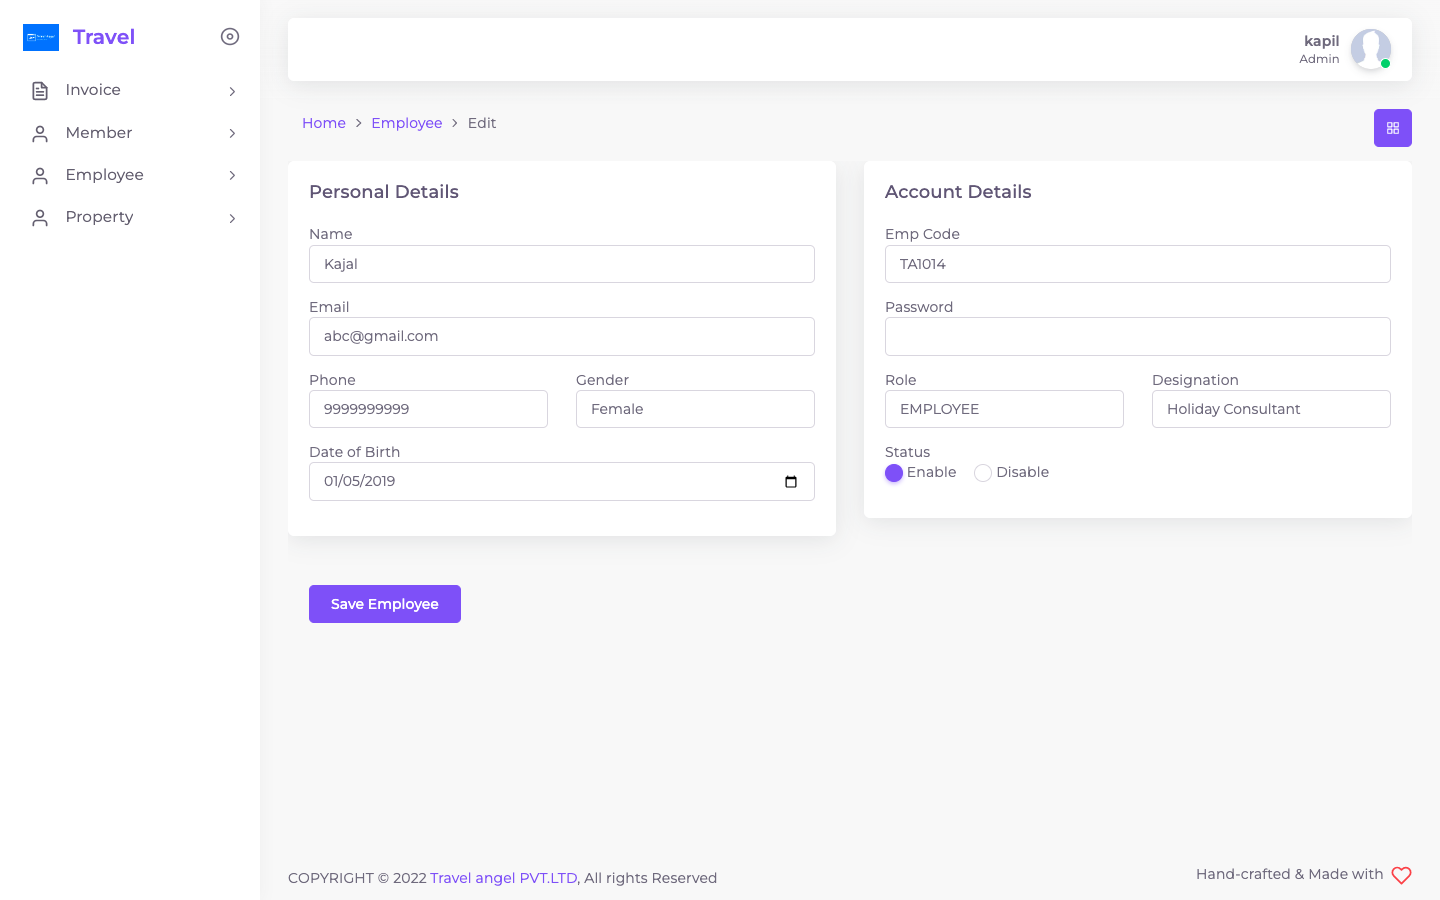 Travel
Invoice
Member
Employee
Property
kapil
Admin
Home > Employee > Edit
Personal Details
Name
Kajal
Email
abc@gmail.com
Phone
Gender
9999999999
Female
Date of Birth
01/05/2019
Account Details
Emp Code
TA1014
Password
Role
Designation
EMPLOYEE
Holiday Consultant
Status
Enable
Disable
Save Employee
COPYRIGHT © 2022 Travel angel PVT.LTD, All rights Reserved
Hand-crafted & Made with